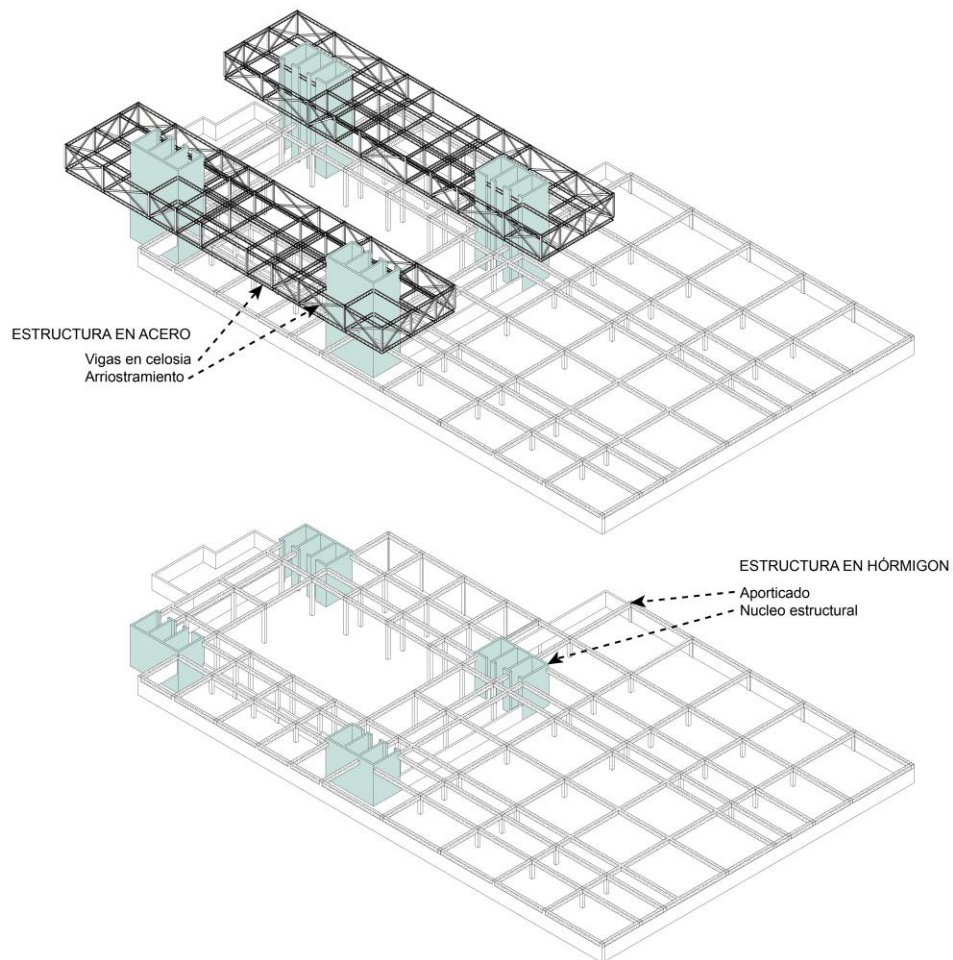 ESTRUCTURA EN ACERO
Vigas en celosia
Arriostramiento
ESTRUCTURA EN HÓRMIGON
Aporticado
Nucleo estructural